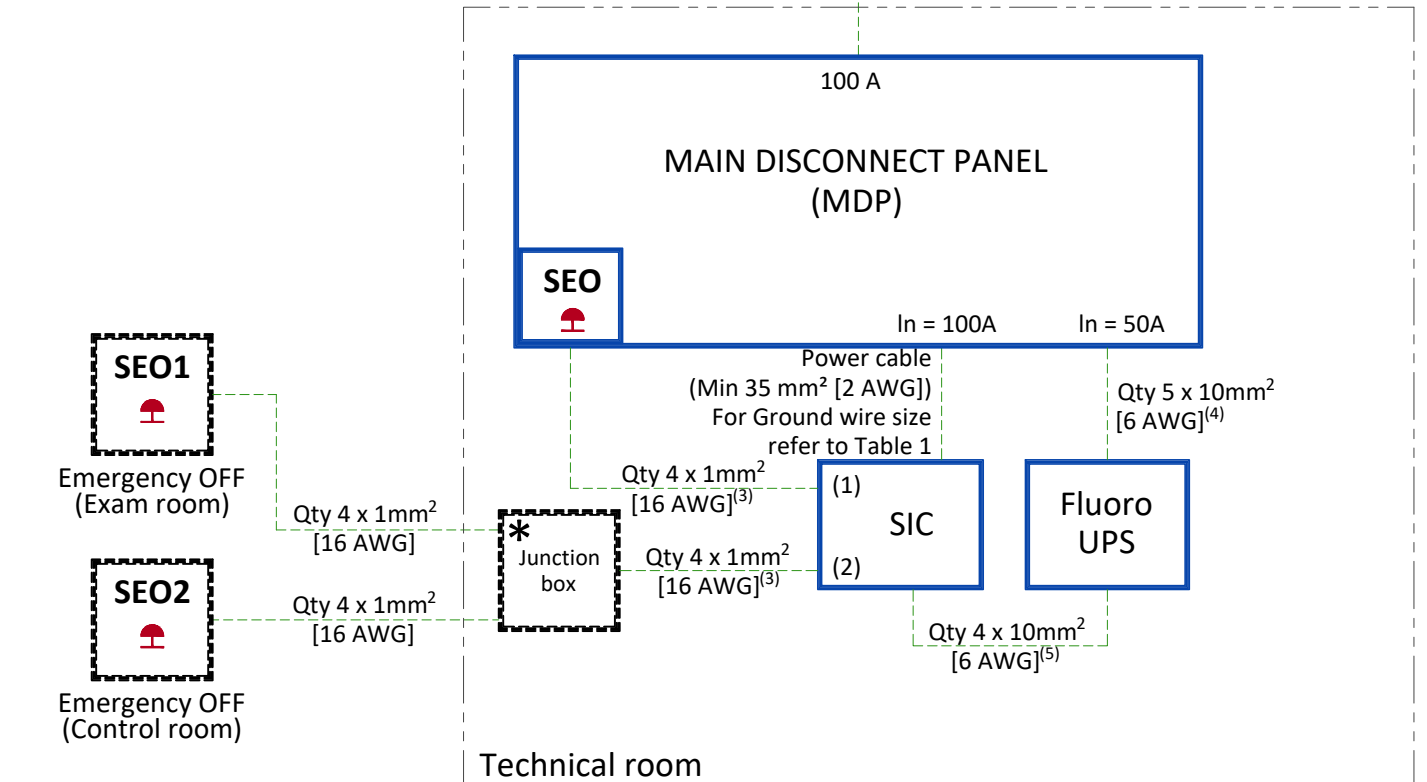 100 A
MAIN DISCONNECT PANEL
(MDP)
SEO
In = 100A
In = 50A
Power cable
(Min 35 mm² [2 AWG])
For Ground wire size
refer to Table 1
Qty 5 x 10mm²
[6 AWG]⁽⁴⁾
SEO1
Emergency OFF
(Exam room)
Qty 4 x 1mm²
[16 AWG]
Qty 4 x 1mm²
[16 AWG]⁽³⁾
(1)
SIC
(2)
Fluoro
UPS
*
Junction
box
Qty 4 x 1mm²
[16 AWG]⁽³⁾
SEO2
Emergency OFF
(Control room)
Qty 4 x 1mm²
[16 AWG]
Qty 4 x 10mm²
[6 AWG]⁽⁵⁾
Technical room